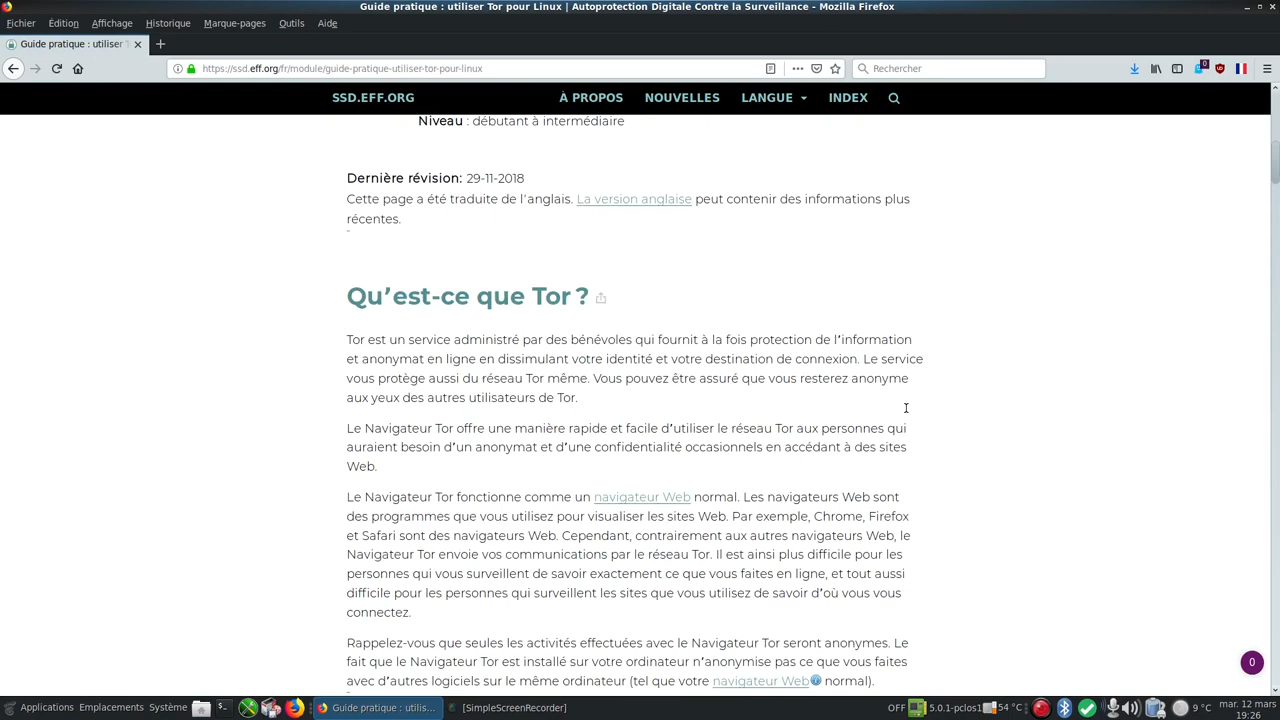 Guide pratique : utiliser Tor pour Linux | Autoprotection Digitale Contre la Surveillance - Mozilla Firefox
Fichier Édition Affichage Historique Marque-pages Outils Aide
Guide pratique : utiliser T
https://ssd.eff.org/fr/module/guide-pratique-utiliser-tor-pour-linux
Rechercher
0
SSD.EFF.ORG À PROPOS NOUVELLES LANGUE INDEX
Niveau : débutant à intermédiaire
Dernière révision: 29-11-2018
Cette page a été traduite de l'anglais. La version anglaise peut contenir des informations plus
récentes.
Qu’est-ce que Tor ?
Tor est un service administré par des bénévoles qui fournit à la fois protection de l’information
et anonymat en ligne en dissimulant votre identité et votre destination de connexion. Le service
vous protège aussi du réseau Tor même. Vous pouvez être assuré que vous resterez anonyme
aux yeux des autres utilisateurs de Tor.
Le Navigateur Tor offre une manière rapide et facile d’utiliser le réseau Tor aux personnes qui
auraient besoin d’un anonymat et d’une confidentialité occasionnels en accédant à des sites
Web.
Le Navigateur Tor fonctionne comme un navigateur Web normal. Les navigateurs Web sont
des programmes que vous utilisez pour visualiser les sites Web. Par exemple, Chrome, Firefox
et Safari sont des navigateurs Web. Cependant, contrairement aux autres navigateurs Web, le
Navigateur Tor envoie vos communications par le réseau Tor. Il est ainsi plus difficile pour les
personnes qui vous surveillent de savoir exactement ce que vous faites en ligne, et tout aussi
difficile pour les personnes qui surveillent les sites que vous utilisez de savoir d’où vous vous
connectez.
0
Rappelez-vous que seules les activités effectuées avec le Navigateur Tor seront anonymes. Le
fait que le Navigateur Tor est installé sur votre ordinateur n’anonymise pas ce que vous faites
avec d’autres logiciels sur le même ordinateur (tel que votre navigateur Web normal).
Applications Emplacements Système Guide pratique : utilis... [SimpleScreenRecorder] OFF 5.0.1-pclos1 54 °C 9 °C mar. 12 mars
19:26